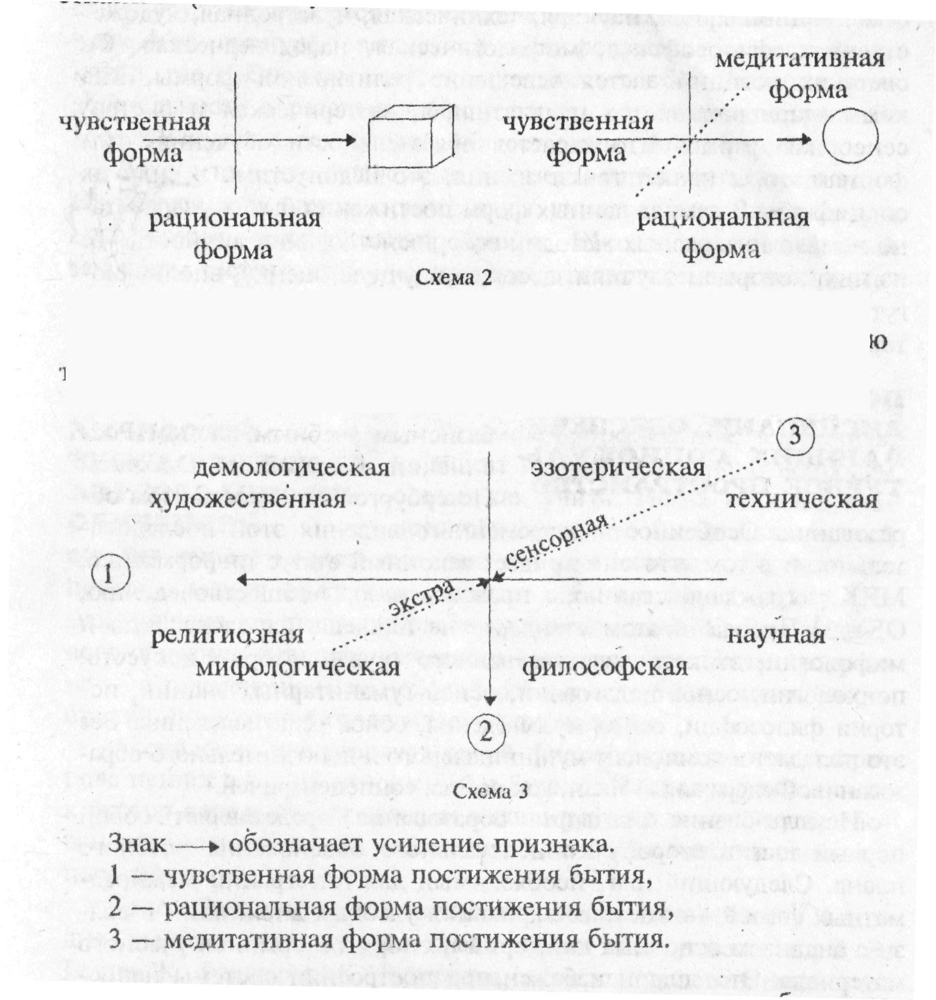 медитативная
форма
чувственная
форма
рациональная
форма
чувственная
форма
рациональная
форма
Схема 2
ю
3
демологическая
художественная
эзотерическая
техническая
сенсорная
1
экстра
религиозная
мифологическая
научная
философская
2
Схема 3
Знак → обозначает усиление признака.
1 — чувственная форма постижения бытия,
2 — рациональная форма постижения бытия,
3 — медитативная форма постижения бытия.